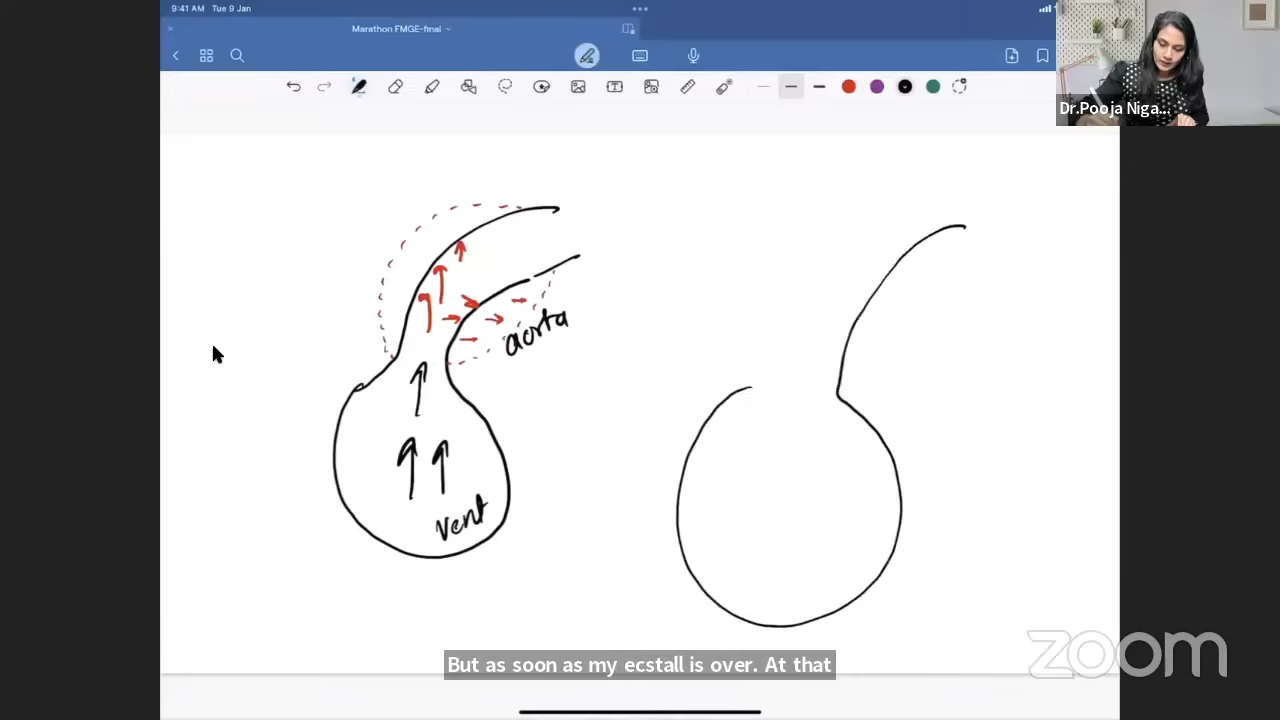 9:41 AM Tue 9 Jan
Marathon FMGE-final
Dr.Pooja Niga...
aorta
vent
But as soon as my ecstall is over. At that
zoom